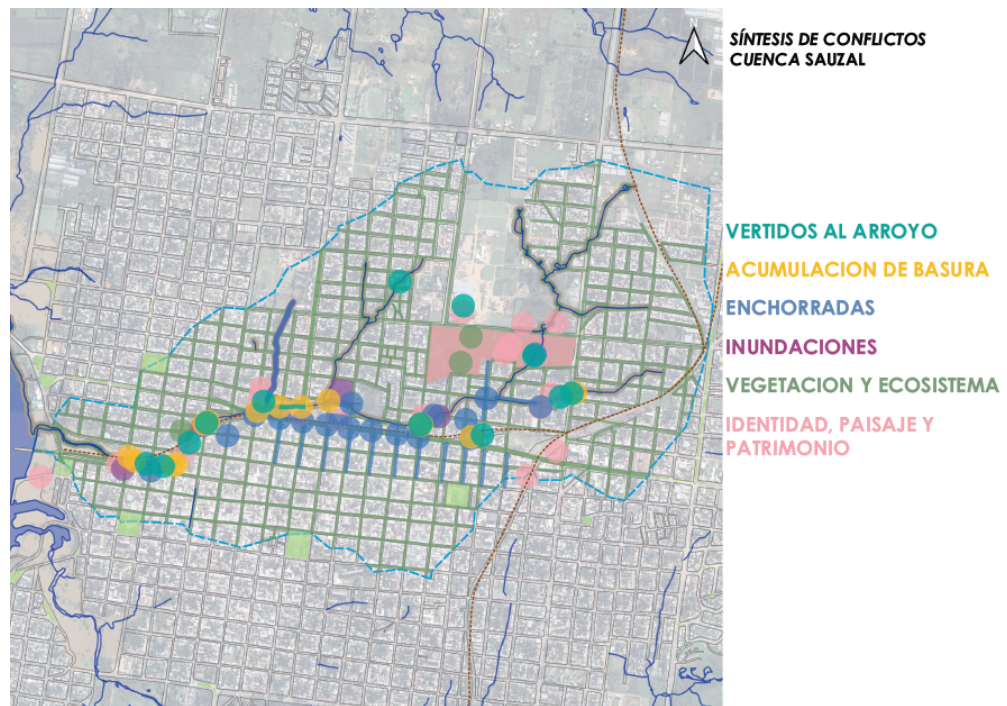 N
SÍNTESIS DE CONFLICTOS
CUENCA SAUZAL
VERTIDOS AL ARROYO
ACUMULACION DE BASURA
ENCHORRADAS
INUNDACIONES
VEGETACION Y ECOSISTEMA
IDENTIDAD, PAISAJE Y
PATRIMONIO